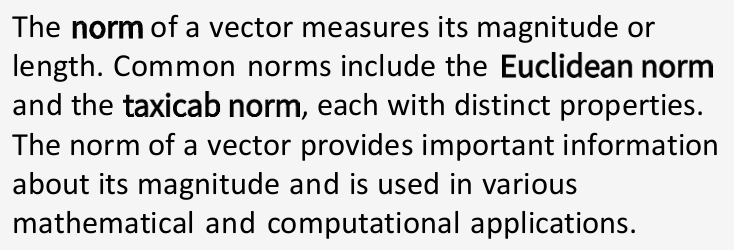 The norm of a vector measures its magnitude or
length. Common norms include the Euclidean norm
and the taxicab norm, each with distinct properties.
The norm of a vector provides important information
about its magnitude and is used in various
mathematical and computational applications.